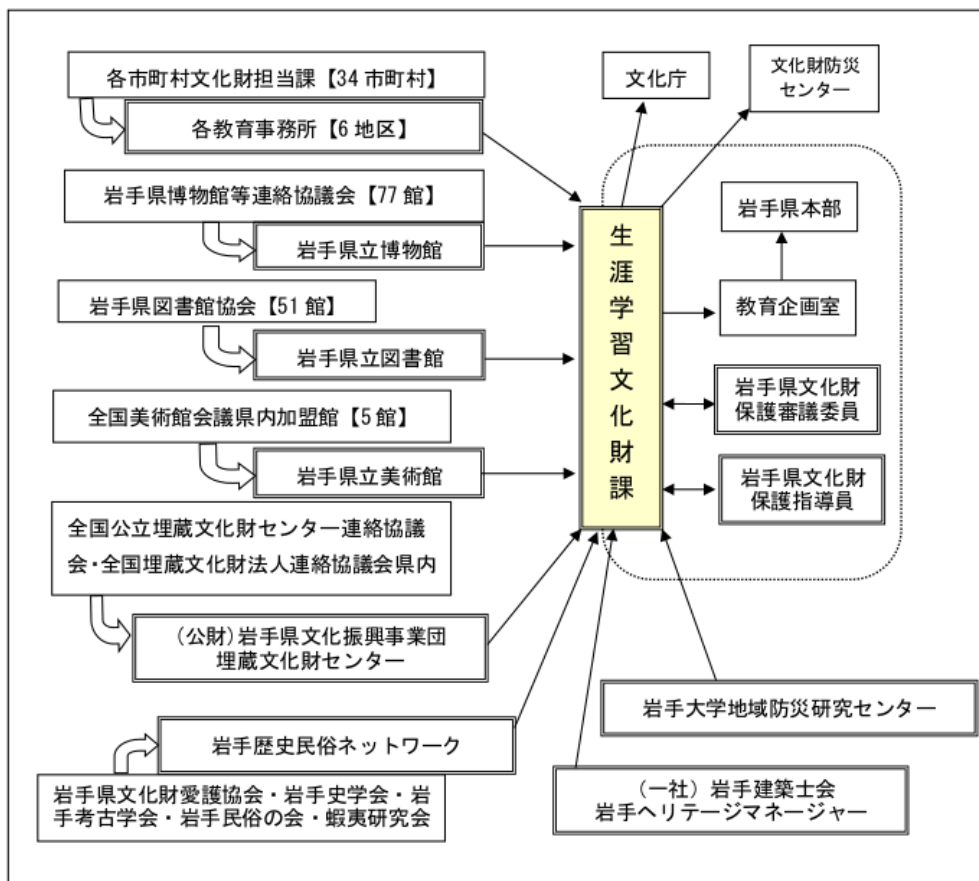 各市町村文化財担当課【34市町村】
各教育事務所【6地区】
岩手県博物館等連絡協議会【77館】
岩手県立博物館
岩手県図書館協会【51館】
岩手県立図書館
全国美術館会議県内加盟館【5館】
岩手県立美術館
全国公立埋蔵文化財センター連絡協議
会・全国埋蔵文化財法人連絡協議会県内
（公財）岩手県文化振興事業団
埋蔵文化財センター
岩手歴史民俗ネットワーク
岩手県文化財愛護協会・岩手史学会・岩
手考古学会・岩手民俗の会・蝦夷研究会
生涯学習文化財課
文化庁
文化財防災
センター
岩手県本部
教育企画室
岩手県文化財
保護審議委員
岩手県文化財
保護指導員
岩手大学地域防災研究センター
（一社）岩手建築士会
岩手ヘリテージマネージャー